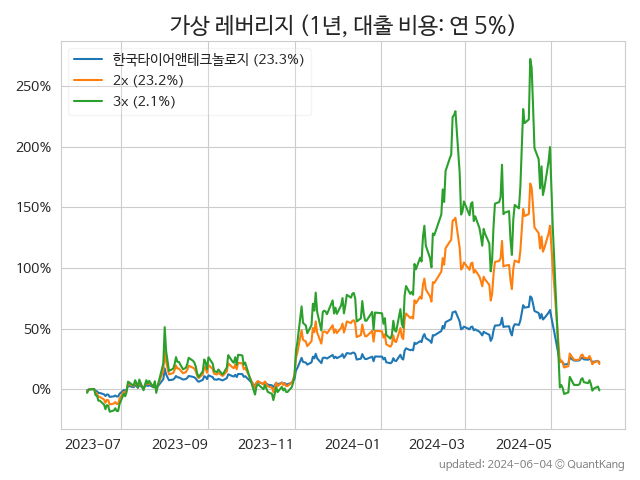 가상 레버리지 (1년, 대출 비용: 연 5%)
한국타이어앤테크놀로지 (23.3%)
2x (23.2%)
3x (2.1%)
250%
200%
150%
100%
50%
0%
2023-07 2023-09 2023-11 2024-01 2024-03 2024-05
updated: 2024-06-04 © QuantKang